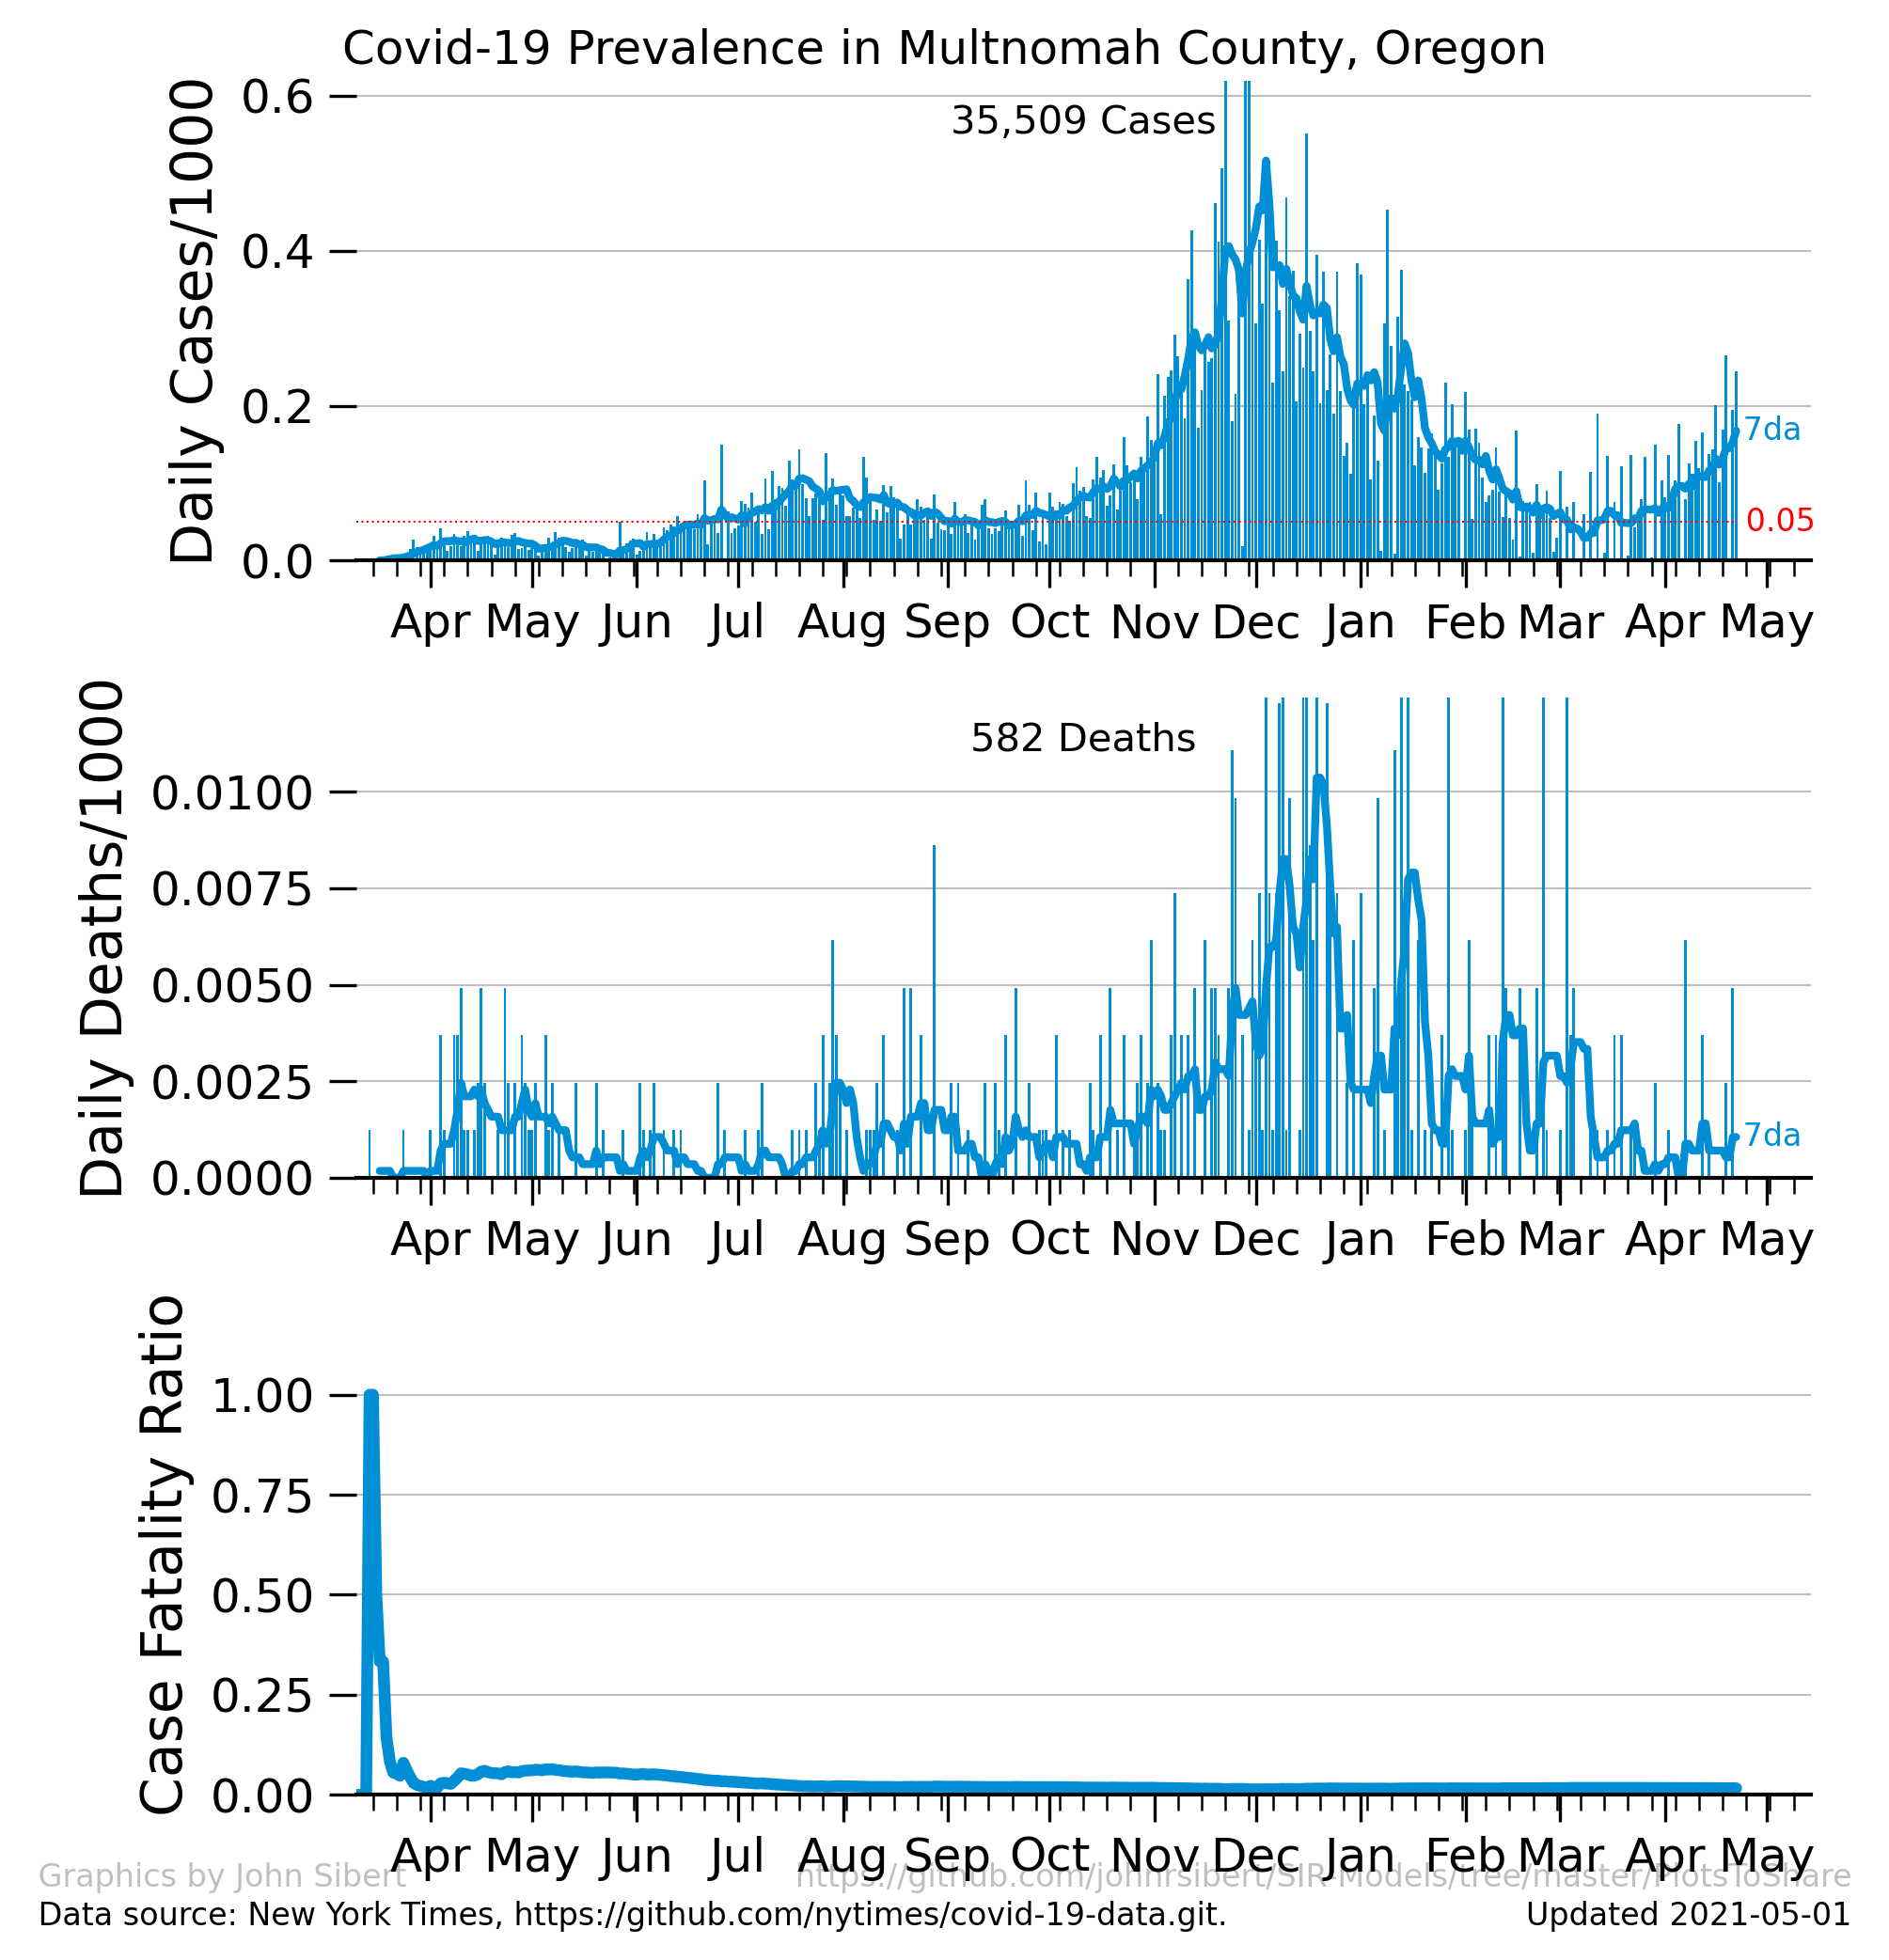 Covid-19 Prevalence in Multnomah County, Oregon
Daily Cases/1000
0.6
0.4
0.2
0.0
35,509 Cases
7da
0.05
Apr May Jun Jul Aug Sep Oct Nov Dec Jan Feb Mar Apr May
Daily Deaths/1000
0.0100
0.0075
0.0050
0.0025
0.0000
582 Deaths
7da
Apr May Jun Jul Aug Sep Oct Nov Dec Jan Feb Mar Apr May
Case Fatality Ratio
1.00
0.75
0.50
0.25
0.00
Apr May Jun Jul Aug Sep Oct Nov Dec Jan Feb Mar Apr May
Graphics by John Sibert https://github.com/johnrsibert/SIR-Models/tree/master/PlotsToShare
Data source: New York Times, https://github.com/nytimes/covid-19-data.git. Updated 2021-05-01